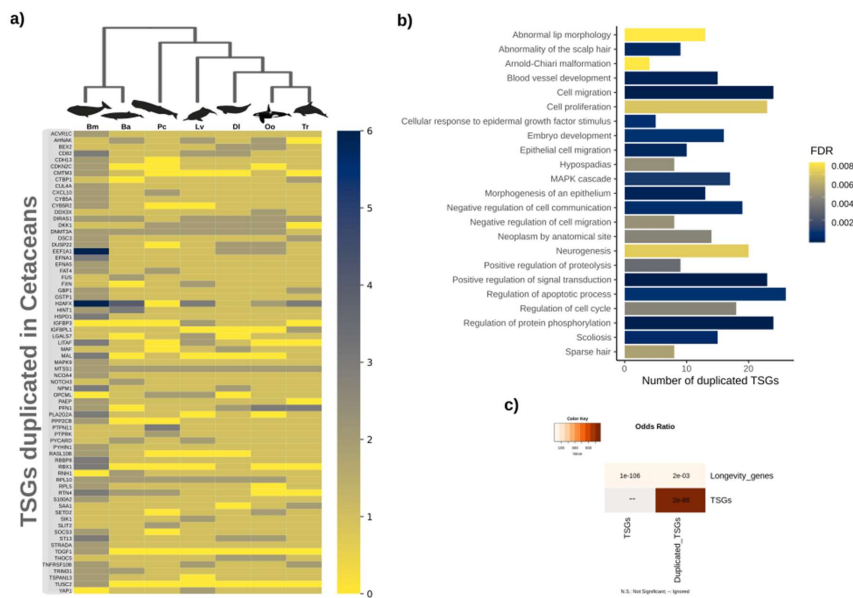 a)
Bm Ba Pc Lv Dl Oo Tr
TSGs duplicated in Cetaceans
ACVR1C
AHNAK
BEX2
CD82
CDH13
CDKN2C
CMTM3
CTBP1
CUL4A
CXCL10
CYB5A
CYB5R2
DDX3X
DIRAS1
DKK1
DNMT3A
DSC3
DUSP22
EEF1A1
EFNA1
EFNA5
FAT4
FUS
FXN
GBP1
GSTP1
H2AFX
HINT1
HSPD1
IGFBP3
IGFBPL1
LGALS7
LITAF
MAF
MAL
MAPK8
MTSS1
NCOA4
NOTCH3
NPM1
OPCML
PAEP
PFN1
PLA2G2A
PPP2CB
PTPN11
PTPRK
PYCARD
PYHIN1
RASL10B
RBBP8
RBX1
RNH1
RPL10
RPL5
RTN4
S100A2
SAA1
SETD2
SIK1
SLIT2
SOCS3
ST13
STRADA
TDGF1
THOC5
TNFRSF10B
TRIM31
TSPAN13
TUSC2
YAP1
6
5
4
3
2
1
0
b)
Abnormal lip morphology
Abnormality of the scalp hair
Arnold-Chiari malformation
Blood vessel development
Cell migration
Cell proliferation
Cellular response to epidermal growth factor stimulus
Embryo development
Epithelial cell migration
Hypospadias
MAPK cascade
Morphogenesis of an epithelium
Negative regulation of cell communication
Negative regulation of cell migration
Neoplasm by anatomical site
Neurogenesis
Positive regulation of proteolysis
Positive regulation of signal transduction
Regulation of apoptotic process
Regulation of cell cycle
Regulation of protein phosphorylation
Scoliosis
Sparse hair
0 10 20
Number of duplicated TSGs
FDR
0.008
0.006
0.004
0.002
c)
Color Key
Value
Odds Ratio
1e-106 2e-03 Longevity_genes
-- TSGs
TSGs
Duplicated_TSGs
N.S.: Not Significant; --: Ignored